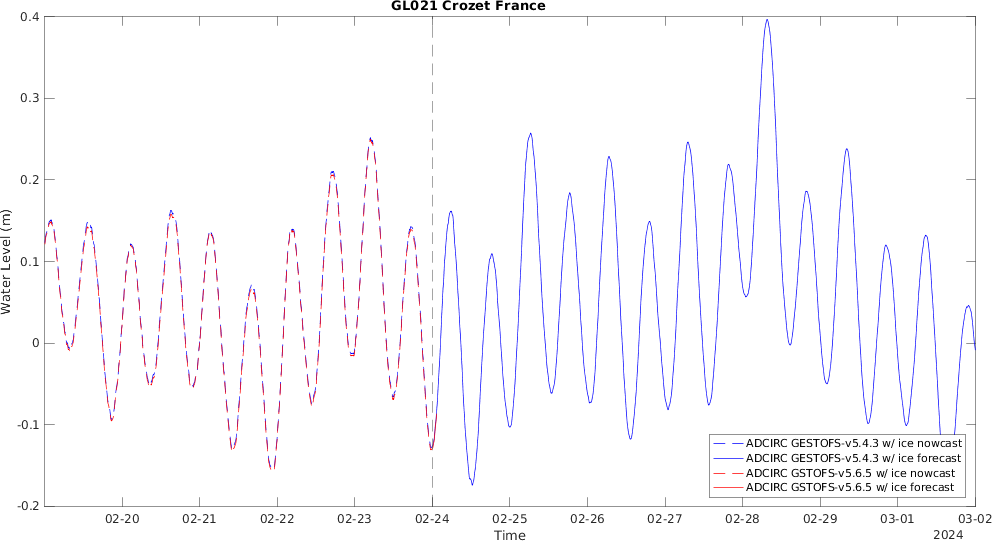 GL021 Crozet France
Water Level (m)
0.4
0.3
0.2
0.1
0
-0.1
-0.2
02-20 02-21 02-22 02-23 02-24 02-25 02-26 02-27 02-28 02-29 03-01 03-02
Time
2024
ADCIRC GESTOFS-v5.4.3 w/ ice nowcast
ADCIRC GESTOFS-v5.4.3 w/ ice forecast
ADCIRC GSTOFS-v5.6.5 w/ ice nowcast
ADCIRC GSTOFS-v5.6.5 w/ ice forecast